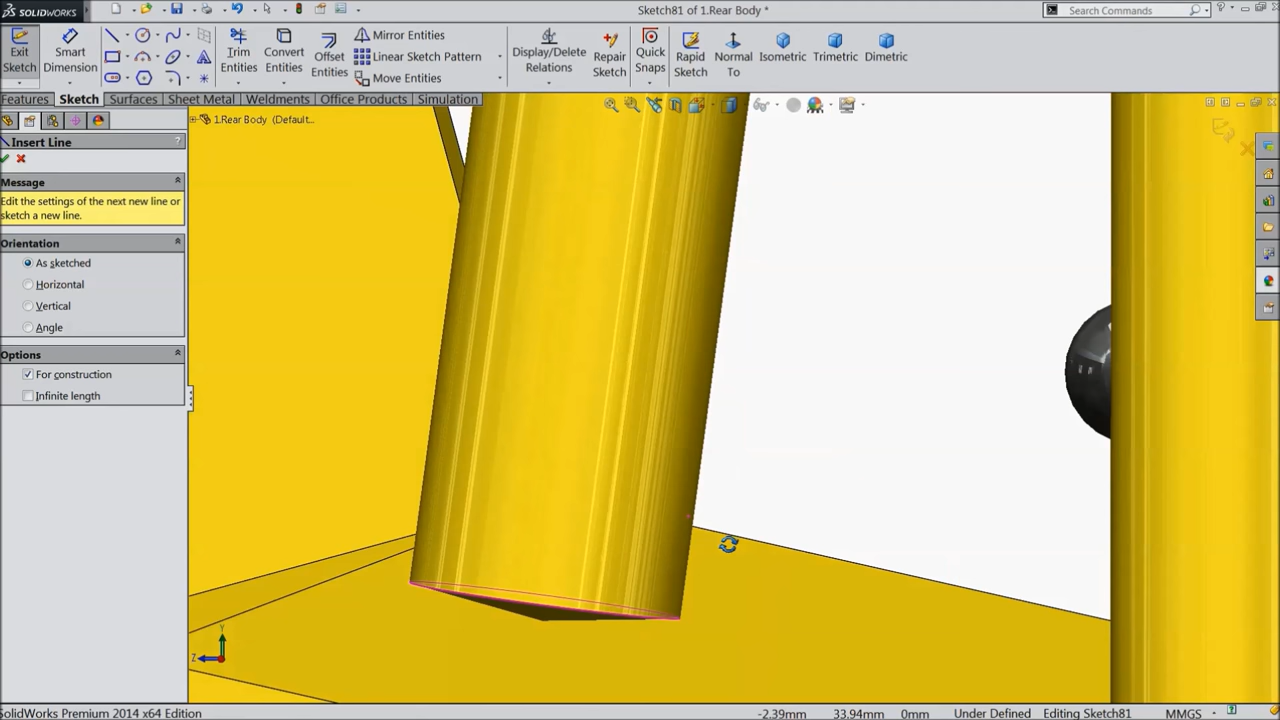 SOLIDWORKS
Sketch81 of 1.Rear Body *
Search Commands
Exit Sketch
Smart Dimension
Trim Entities
Convert Entities
Offset Entities
Mirror Entities
Linear Sketch Pattern
Move Entities
Display/Delete Relations
Repair Sketch
Quick Snaps
Rapid Sketch
Normal To
Isometric
Trimetric
Dimetric
Features
Sketch
Surfaces
Sheet Metal
Weldments
Office Products
Simulation
1.Rear Body (Default...
Insert Line
?
Message
Edit the settings of the next new line or
sketch a new line.
Orientation
As sketched
Horizontal
Vertical
Angle
Options
For construction
Infinite length
Y
Z
SolidWorks Premium 2014 x64 Edition
-2.39mm
33.94mm
0mm
Under Defined
Editing Sketch81
MMGS